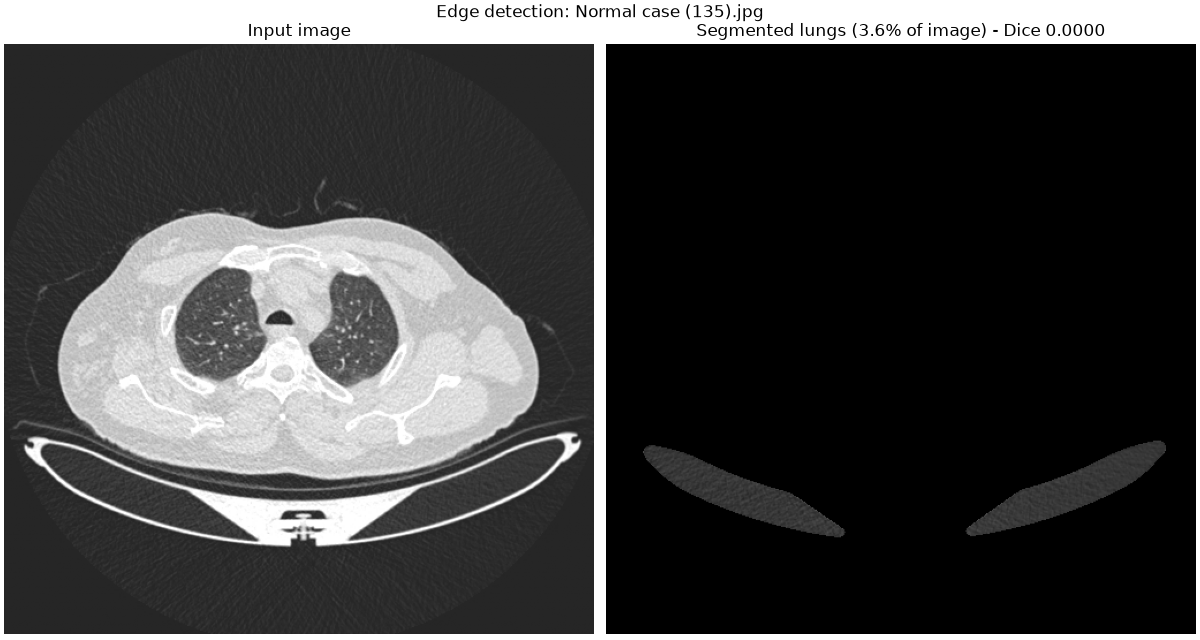 Edge detection: Normal case (135).jpg
Input image
Segmented lungs (3.6% of image) - Dice 0.0000